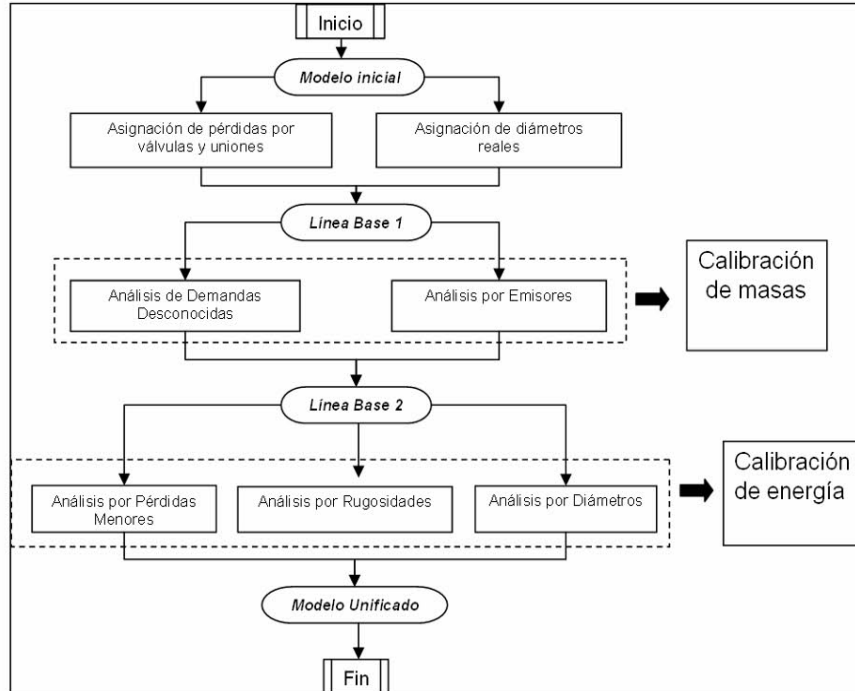 Inicio
Modelo inicial
Asignación de pérdidas por
válvulas y uniones
Asignación de diámetros
reales
Línea Base 1
Análisis de Demandas
Desconocidas
Análisis por Emisores
Calibración
de masas
Línea Base 2
Análisis por Pérdidas
Menores
Análisis por Rugosidades
Análisis por Diámetros
Calibración
de energía
Modelo Unificado
Fin